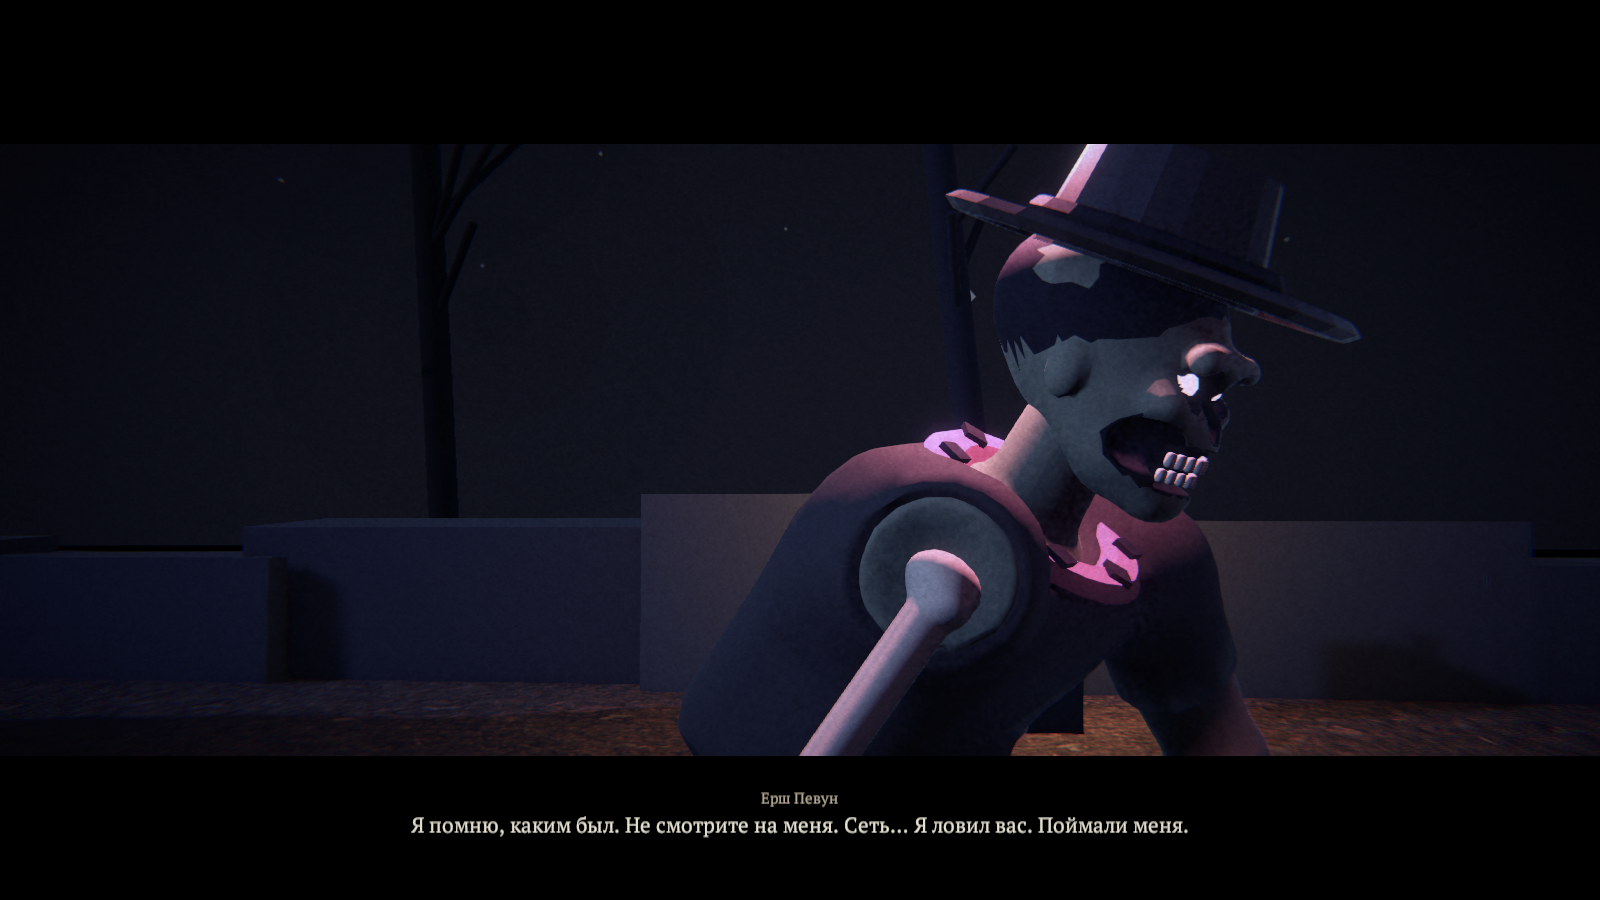 Ерш Певун
Я помню, каким был. Не смотрите на меня. Сеть... Я ловил вас. Поймали меня.